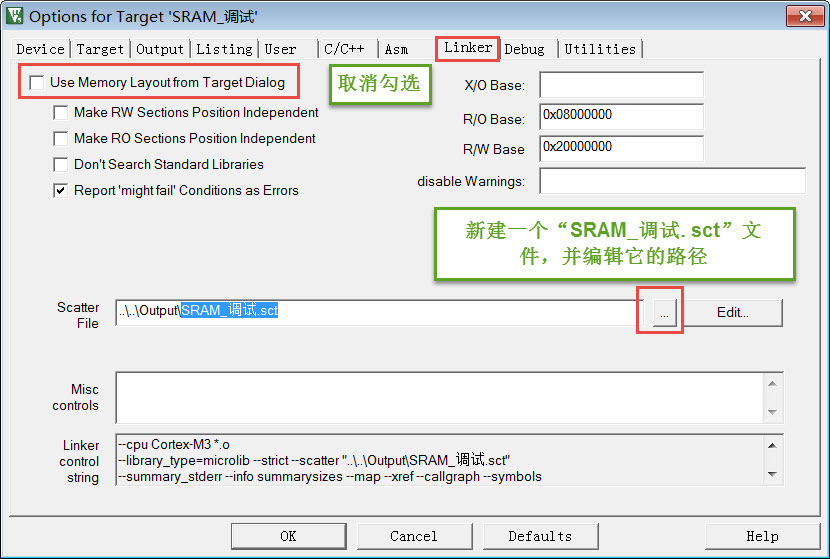 Options for Target 'SRAM_调试'
Device Target Output Listing User C/C++ Asm Linker Debug Utilities
Use Memory Layout from Target Dialog
取消勾选
Make RW Sections Position Independent
Make RO Sections Position Independent
Don't Search Standard Libraries
Report 'might fail' Conditions as Errors
X/O Base:
R/O Base: 0x08000000
R/W Base 0x20000000
disable Warnings:
新建一个“SRAM_调试.sct”文
件，并编辑它的路径
Scatter
File
..\..\Output\SRAM_调试.sct
...
Edit...
Misc
controls
Linker
control
string
--cpu Cortex-M3 *.o
--library_type=microlib --strict --scatter "..\..\Output\SRAM_调试.sct"
--summary_stderr --info summarysizes --map --xref --callgraph --symbols
OK Cancel Defaults Help